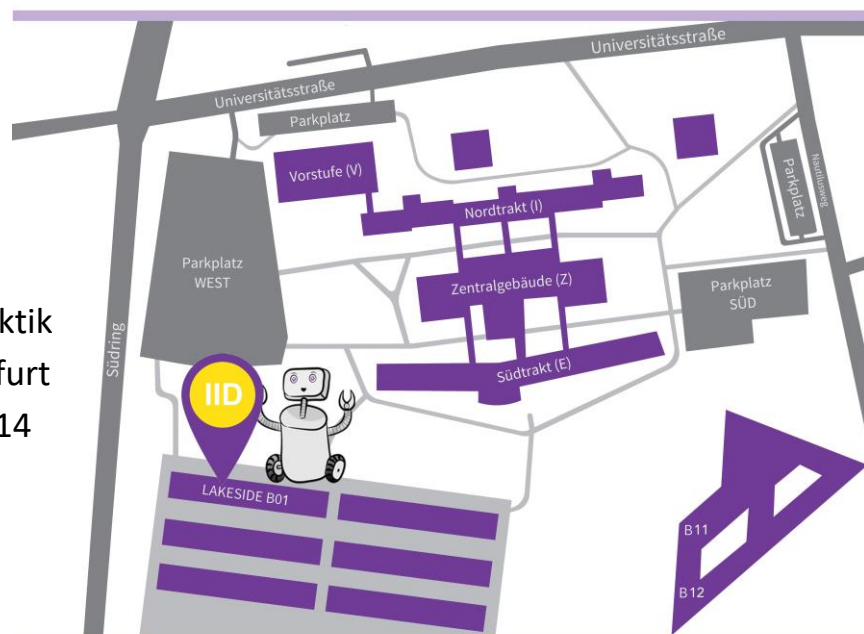 Universitätsstraße
Universitätsstraße
Parkplatz
Vorstufe (V)
Nordtrakt (I)
Parkplatz
Nautilusweg
Parkplatz
WEST
Zentralgebäude (Z)
Parkplatz
SÜD
Südring
Südtrakt (E)
ktik
furt
14
IID
LAKESIDE B01
B11
B12